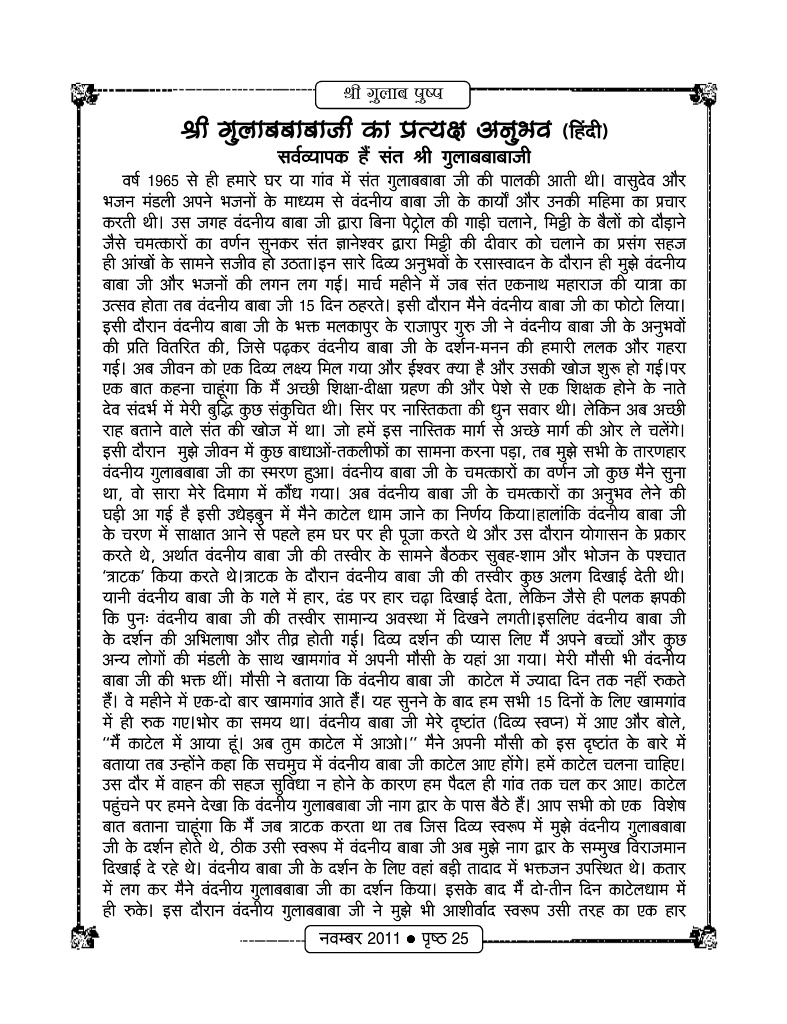 श्री गुलाब पुष्प
श्री गुलाबबाबाजी का प्रत्यक्ष अनुभव (हिंदी)
सर्वव्यापक हैं संत श्री गुलाबबाबाजी
वर्ष 1965 से ही हमारे घर या गांव में संत गुलाबबाबा जी की पालकी आती थी। वासुदेव और
भजन मंडली अपने भजनों के माध्यम से वंदनीय बाबा जी के कार्यों और उनकी महिमा का प्रचार
करती थी। उस जगह वंदनीय बाबा जी द्वारा बिना पेट्रोल की गाड़ी चलाने, मिट्टी के बैलों को दौड़ाने
जैसे चमत्कारों का वर्णन सुनकर संत ज्ञानेश्वर द्वारा मिट्टी की दीवार को चलाने का प्रसंग सहज
ही आंखों के सामने सजीव हो उठता।इन सारे दिव्य अनुभवों के रसास्वादन के दौरान ही मुझे वंदनीय
बाबा जी और भजनों की लगन लग गई। मार्च महीने में जब संत एकनाथ महाराज की यात्रा का
उत्सव होता तब वंदनीय बाबा जी 15 दिन ठहरते। इसी दौरान मैने वंदनीय बाबा जी का फोटो लिया।
इसी दौरान वंदनीय बाबा जी के भक्त मलकापुर के राजापुर गुरु जी ने वंदनीय बाबा जी के अनुभवों
की प्रति वितरित की, जिसे पढ़कर वंदनीय बाबा जी के दर्शन-मनन की हमारी ललक और गहरा
गई। अब जीवन को एक दिव्य लक्ष्य मिल गया और ईश्वर क्या है और उसकी खोज शुरू हो गई।पर
एक बात कहना चाहूंगा कि मैं अच्छी शिक्षा-दीक्षा ग्रहण की और पेशे से एक शिक्षक होने के नाते
देव संदर्भ में मेरी बुद्धि कुछ संकुचित थी। सिर पर नास्तिकता की धुन सवार थी। लेकिन अब अच्छी
राह बताने वाले संत की खोज में था। जो हमें इस नास्तिक मार्ग से अच्छे मार्ग की ओर ले चलेंगे।
इसी दौरान मुझे जीवन में कुछ बाधाओं-तकलीफों का सामना करना पड़ा, तब मुझे सभी के तारणहार
वंदनीय गुलाबबाबा जी का स्मरण हुआ। वंदनीय बाबा जी के चमत्कारों का वर्णन जो कुछ मैने सुना
था, वो सारा मेरे दिमाग में कौंध गया। अब वंदनीय बाबा जी के चमत्कारों का अनुभव लेने की
घड़ी आ गई है इसी उधेड़बुन में मैने काटेल धाम जाने का निर्णय किया।हालांकि वंदनीय बाबा जी
के चरण में साक्षात आने से पहले हम घर पर ही पूजा करते थे और उस दौरान योगासन के प्रकार
करते थे, अर्थात वंदनीय बाबा जी की तस्वीर के सामने बैठकर सुबह-शाम और भोजन के पश्चात
‘त्राटक’ किया करते थे।त्राटक के दौरान वंदनीय बाबा जी की तस्वीर कुछ अलग दिखाई देती थी।
यानी वंदनीय बाबा जी के गले में हार, दंड पर हार चढ़ा दिखाई देता, लेकिन जैसे ही पलक झपकी
कि पुनः वंदनीय बाबा जी की तस्वीर सामान्य अवस्था में दिखने लगती।इसलिए वंदनीय बाबा जी
के दर्शन की अभिलाषा और तीव्र होती गई। दिव्य दर्शन की प्यास लिए मैं अपने बच्चों और कुछ
अन्य लोगों की मंडली के साथ खामगांव में अपनी मौसी के यहां आ गया। मेरी मौसी भी वंदनीय
बाबा जी की भक्त थीं। मौसी ने बताया कि वंदनीय बाबा जी काटेल में ज्यादा दिन तक नहीं रुकते
हैं। वे महीने में एक-दो बार खामगांव आते हैं। यह सुनने के बाद हम सभी 15 दिनों के लिए खामगांव
में ही रुक गए।भोर का समय था। वंदनीय बाबा जी मेरे दृष्टांत (दिव्य स्वप्न) में आए और बोले,
“मैं काटेल में आया हूं। अब तुम काटेल में आओ।” मैने अपनी मौसी को इस दृष्टांत के बारे में
बताया तब उन्होंने कहा कि सचमुच में वंदनीय बाबा जी काटेल आए होंगे। हमें काटेल चलना चाहिए।
उस दौर में वाहन की सहज सुविधा न होने के कारण हम पैदल ही गांव तक चल कर आए। काटेल
पहुंचने पर हमने देखा कि वंदनीय गुलाबबाबा जी नाग द्वार के पास बैठे हैं। आप सभी को एक विशेष
बात बताना चाहूंगा कि मैं जब त्राटक करता था तब जिस दिव्य स्वरूप में मुझे वंदनीय गुलाबबाबा
जी के दर्शन होते थे, ठीक उसी स्वरूप में वंदनीय बाबा जी अब मुझे नाग द्वार के सम्मुख विराजमान
दिखाई दे रहे थे। वंदनीय बाबा जी के दर्शन के लिए वहां बड़ी तादाद में भक्तजन उपस्थित थे। कतार
में लग कर मैने वंदनीय गुलाबबाबा जी का दर्शन किया। इसके बाद मैं दो-तीन दिन काटेलधाम में
ही रुके। इस दौरान वंदनीय गुलाबबाबा जी ने मुझे भी आशीर्वाद स्वरूप उसी तरह का एक हार
नवम्बर 2011 ● पृष्ठ 25